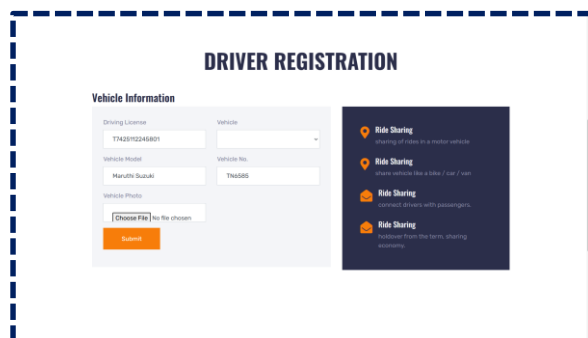 DRIVER REGISTRATION
Vehicle Information
Driving License
T7425112245801
Vehicle
Vehicle Model
Maruthi Suzuki
Vehicle No.
TN6585
Vehicle Photo
Choose File No file chosen
Submit
Ride Sharing
sharing of rides in a motor vehicle
Ride Sharing
share vehicle like a bike / car / van
Ride Sharing
connect drivers with passengers.
Ride Sharing
holdover from the term, sharing
economy.